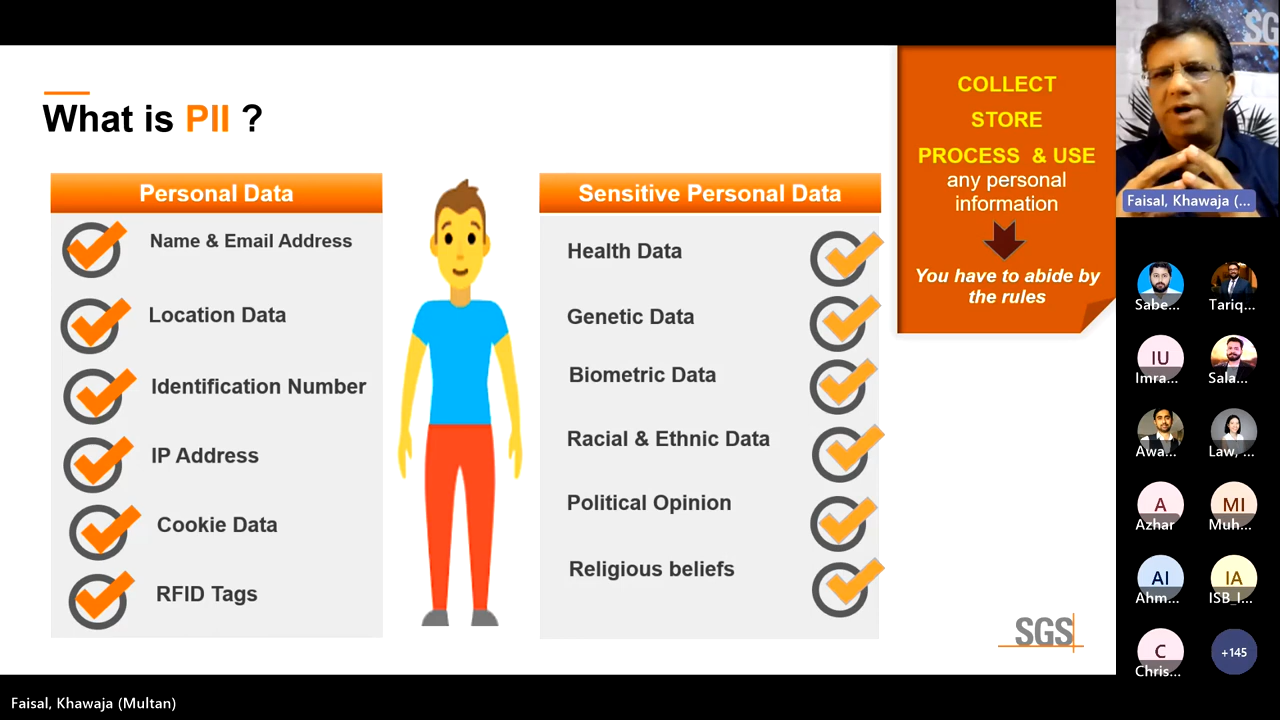 What is PII ?
Personal Data
Name & Email Address
Location Data
Identification Number
IP Address
Cookie Data
RFID Tags
Sensitive Personal Data
Health Data
Genetic Data
Biometric Data
Racial & Ethnic Data
Political Opinion
Religious beliefs
COLLECT
STORE
PROCESS & USE
any personal
information
You have to abide by
the rules
SGS
SG
Faisal, Khawaja (...
Sabe...
Tariq...
IU
Imra...
Sala...
Awa...
Law, ...
A
Azhar
MI
Muh...
AI
Ahm...
IA
ISB_I...
C
Chris...
+145
Faisal, Khawaja (Multan)